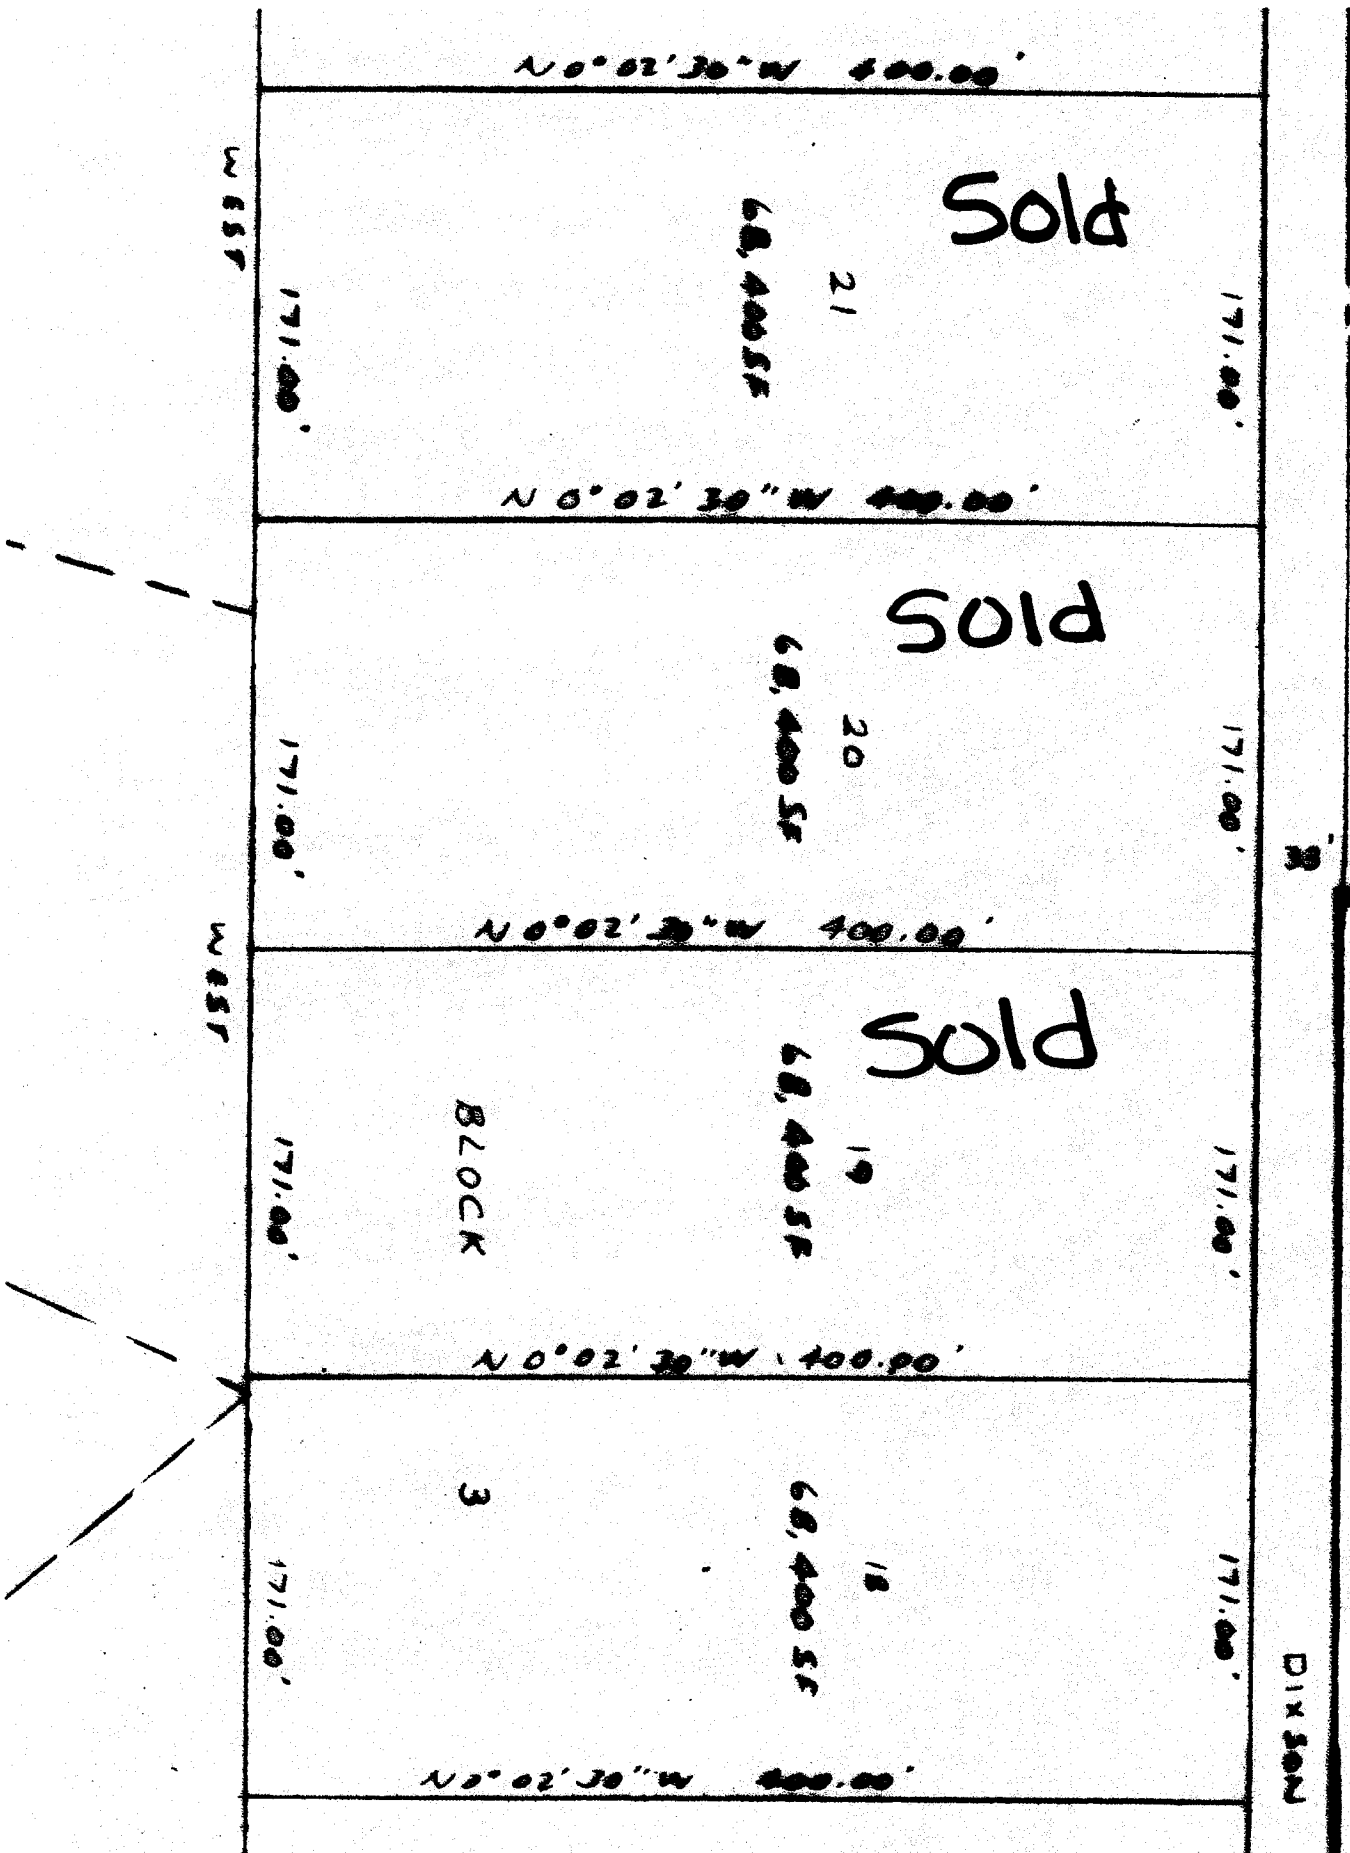 N 0° 02' 30" W 400.00'
Sold
WEST
21
68,400 SF
171.00'
171.00'
N 0° 02' 30" W 400.00'
Sold
20
68,400 SF
171.00'
171.00'
33'
N 0° 02' 30" W 400.00'
WEST
Sold
19
68,400 SF
BLOCK
171.00'
171.00'
N 0° 02' 30" W 400.00'
3
18
68,400 SF
171.00'
171.00'
DIXSON
N 0° 02' 30" W 400.00'